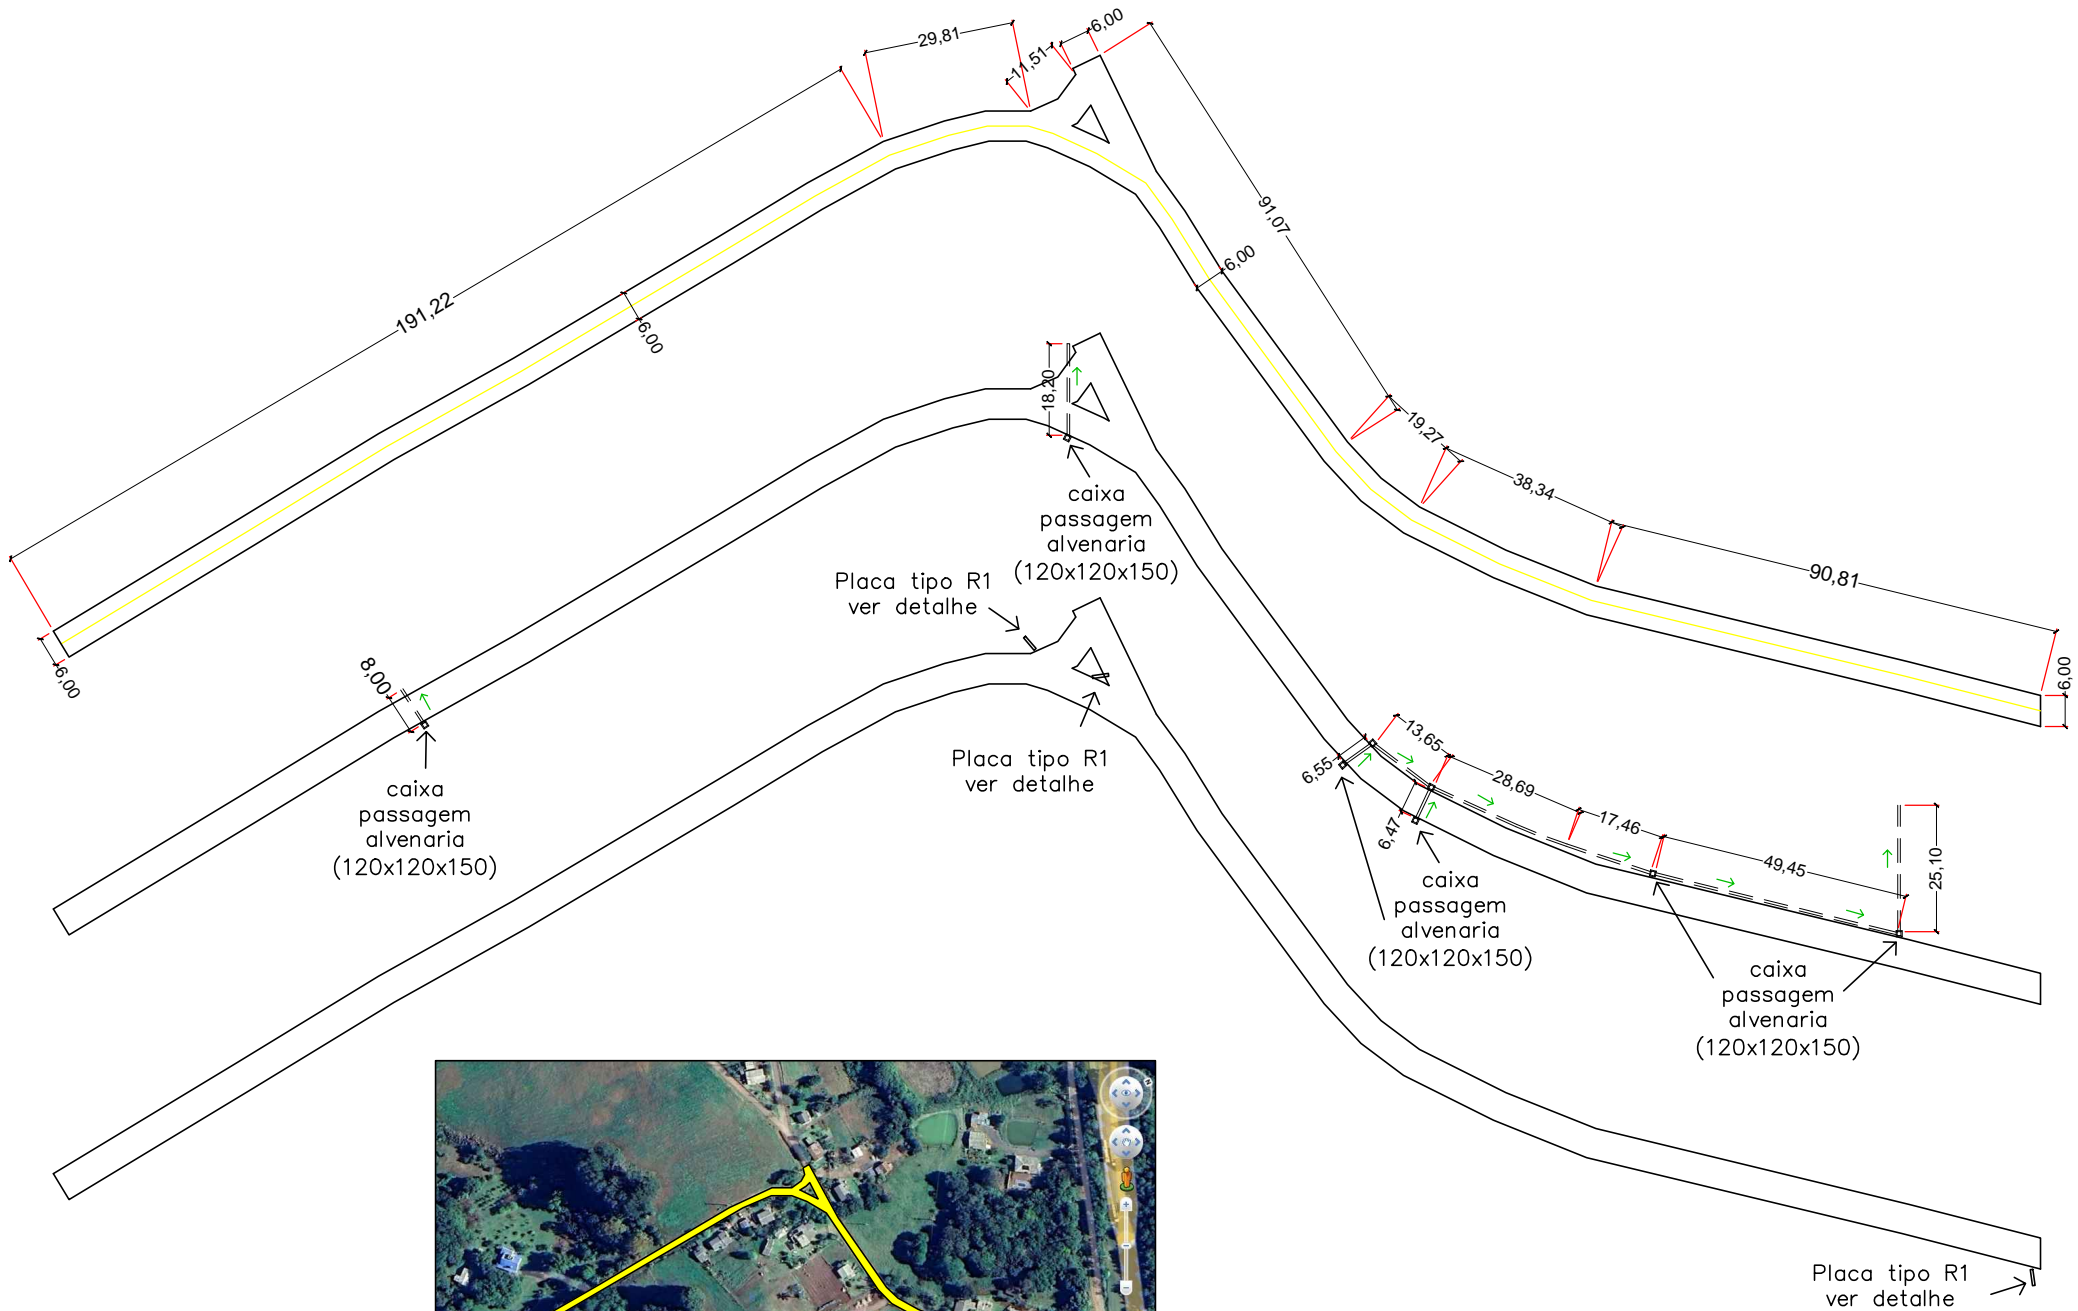 29,81
6,00
11,51
191,22
6,00
91,07
6,00
19,27
38,34
90,81
6,00
6,00
18,20
caixa
passagem
alvenaria
(120x120x150)
Placa tipo R1
ver detalhe
8,00
caixa
passagem
alvenaria
(120x120x150)
Placa tipo R1
ver detalhe
13,65
6,55
28,69
6,47
17,46
49,45
25,10
caixa
passagem
alvenaria
(120x120x150)
caixa
passagem
alvenaria
(120x120x150)
Placa tipo R1
ver detalhe